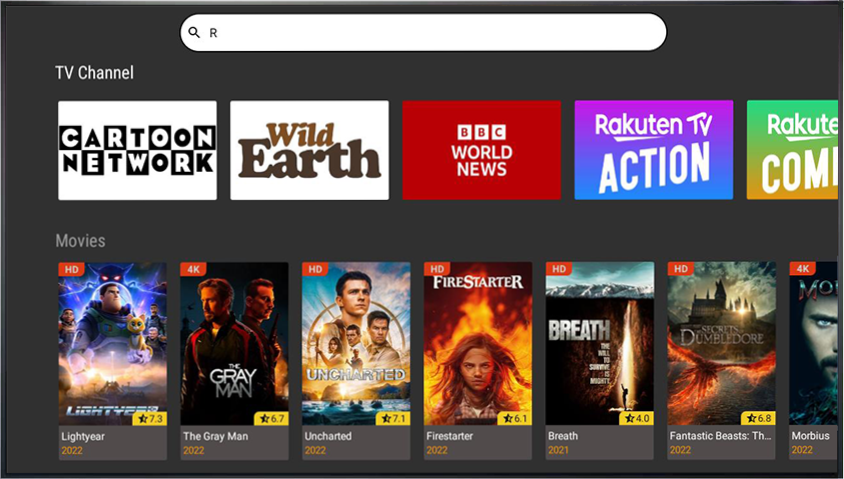 R
TV Channel
CARTOON
NETWORK
Wild
Earth
BBC
WORLD
NEWS
Rakuten TV
ACTION
Rakute
COM
Movies
HD
4K
HD
HD
HD
HD
4K
LIGHTYEAR
THE
GRAY
MAN
UNCHARTED
FIRESTARTER
BREATH
THE
WILL
TO
SURVIVE
IS
MIGHTY.
THE SECRETS OF
DUMBLEDORE
MO
7.3
6.7
7.1
6.1
4.0
6.8
Lightyear
2022
The Gray Man
2022
Uncharted
2022
Firestarter
2022
Breath
2021
Fantastic Beasts: Th...
2022
Morbius
2022